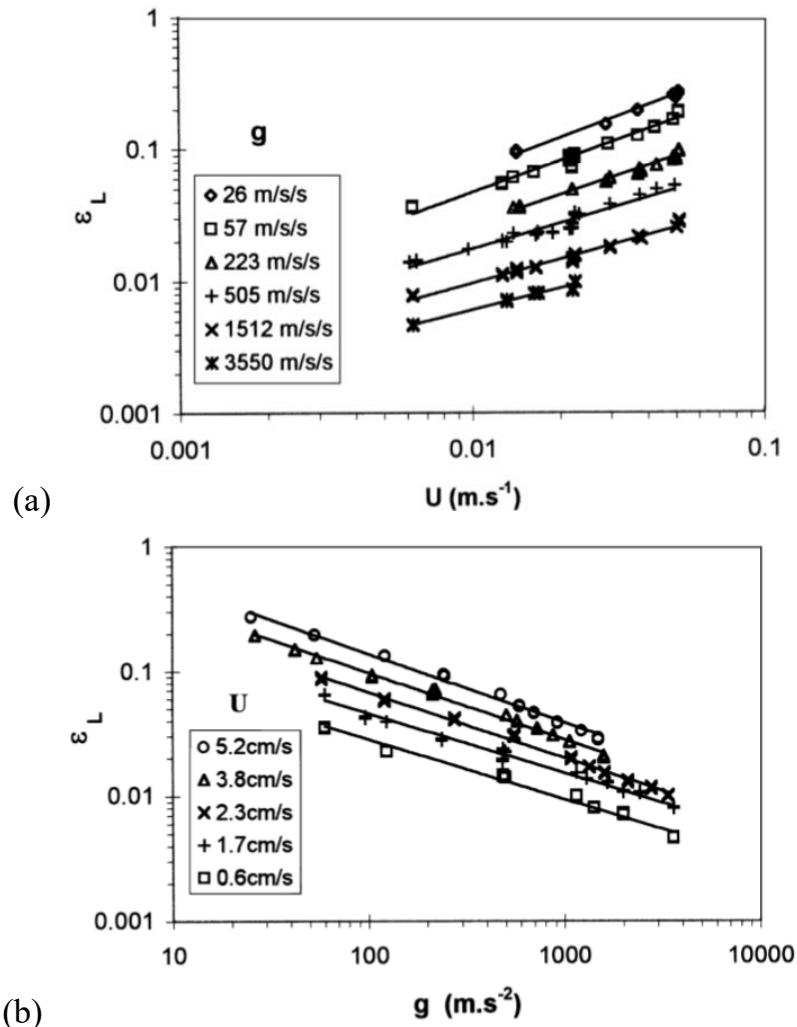 1
0.1
0.01
0.001
ε_L
g
26 m/s/s
57 m/s/s
223 m/s/s
505 m/s/s
1512 m/s/s
3550 m/s/s
0.001
0.01
0.1
U (m.s⁻¹)
(a)
1
0.1
0.01
0.001
ε_L
U
5.2cm/s
3.8cm/s
2.3cm/s
1.7cm/s
0.6cm/s
10
100
1000
10000
g (m.s⁻²)
(b)